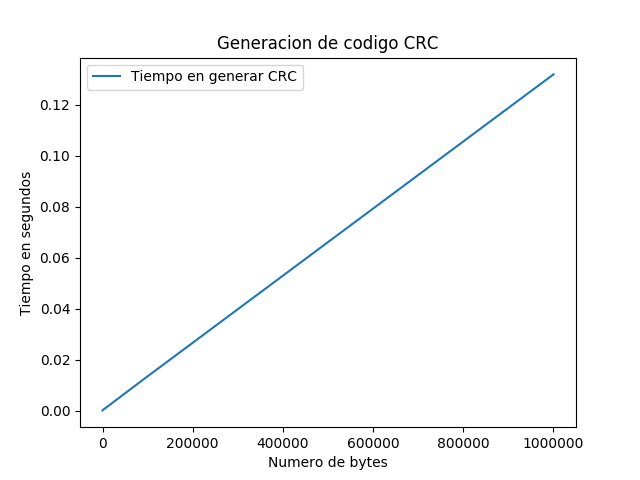 Generacion de codigo CRC
Tiempo en generar CRC
0.12
0.10
0.08
0.06
0.04
0.02
0.00
Tiempo en segundos
0 200000 400000 600000 800000 1000000
Numero de bytes